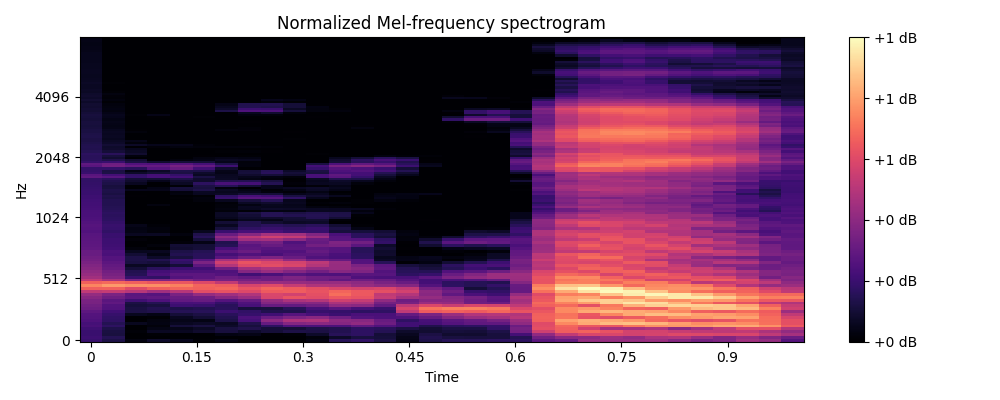 Normalized Mel-frequency spectrogram
+1 dB
4096
+1 dB
2048
+1 dB
Hz
1024
+0 dB
512
+0 dB
0
+0 dB
0 0.15 0.3 0.45 0.6 0.75 0.9
Time